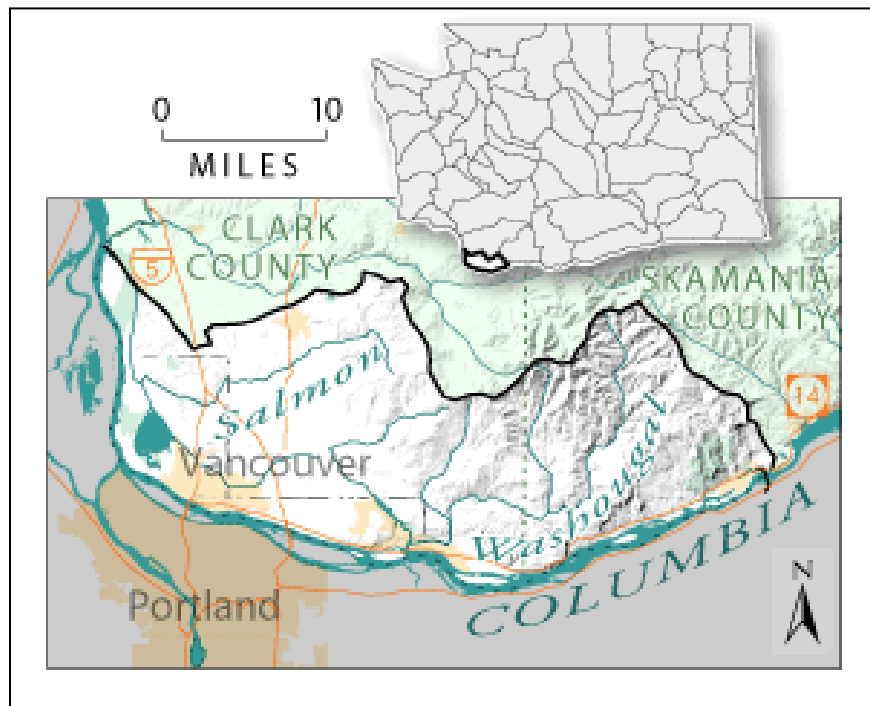 0 10
MILES
CLARK
COUNTY
5
SKAMANIA
COUNTY
14
Salmon
Vancouver
Washougal
COLUMBIA
Portland
N